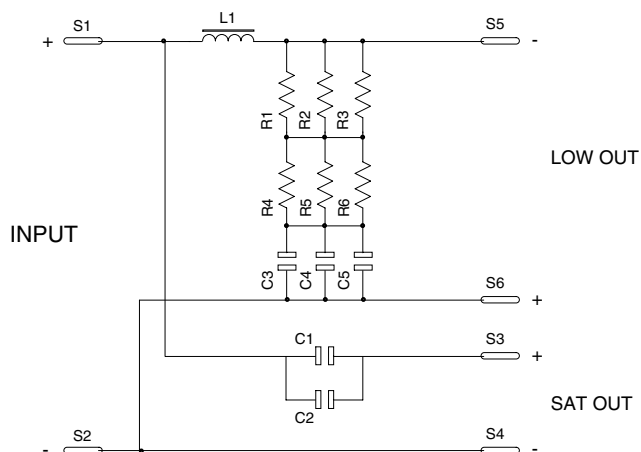 L1
S1
S5
+
-
R1
R2
R3
LOW OUT
R4
R5
R6
INPUT
C3
C4
C5
S6
+
C1
S3
+
C2
SAT OUT
S2
S4
-
-